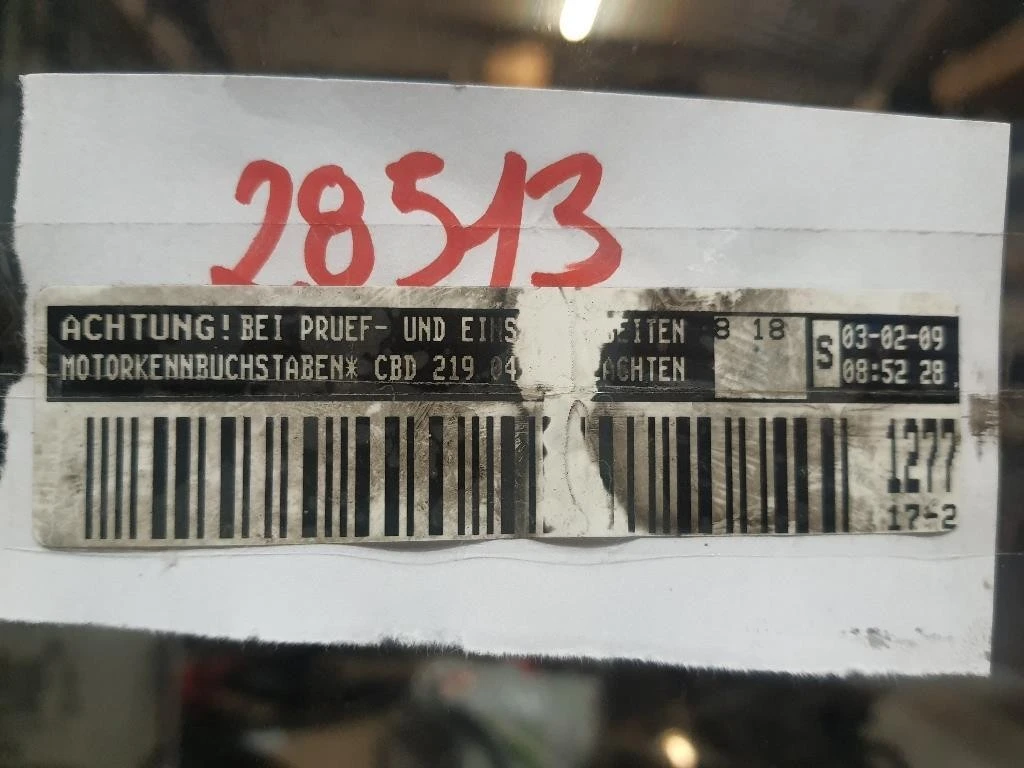 28513
ACHTUNG! BEI PRUEF- UND EINS EITEN 8 18 S 03-02-09
MOTORKENNBUCHSTABEN* CBD 219 04 ACHTEN 08:52 28
1277
17-2